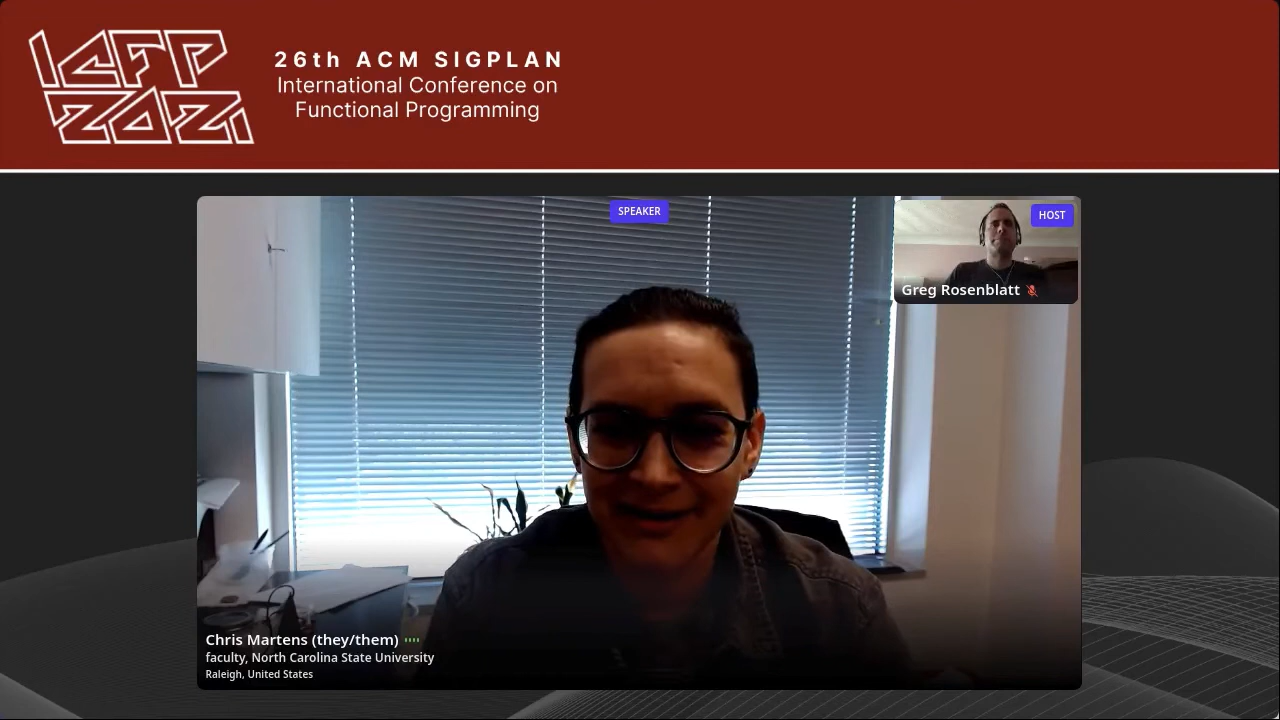 ICFP
2021
26th ACM SIGPLAN
International Conference on
Functional Programming
SPEAKER
HOST
Greg Rosenblatt
Chris Martens (they/them)
faculty, North Carolina State University
Raleigh, United States